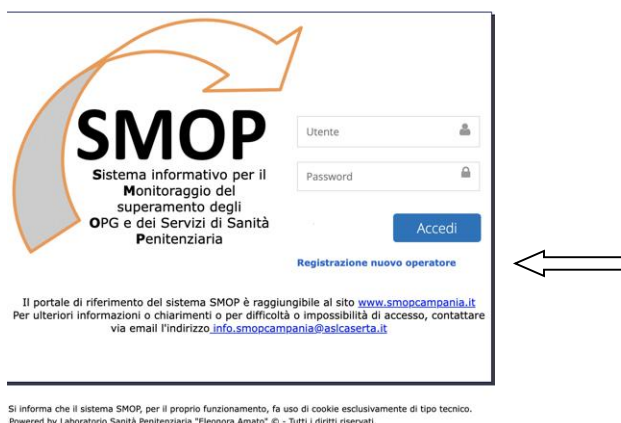 SMOP
Sistema informativo per il
Monitoraggio del
superamento degli
OPG e dei Servizi di Sanità
Penitenziaria
Utente
Password
Accedi
Registrazione nuovo operatore
Il portale di riferimento del sistema SMOP è raggiungibile al sito www.smopcampania.it
Per ulteriori informazioni o chiarimenti o per difficoltà o impossibilità di accesso, contattare
via email l'indirizzo info.smopcampania@aslcaserta.it
Si informa che il sistema SMOP, per il proprio funzionamento, fa uso di cookie esclusivamente di tipo tecnico.
Powered by Laboratorio Sanità Penitenziaria "Eleonora Amato" © - Tutti i diritti riservati